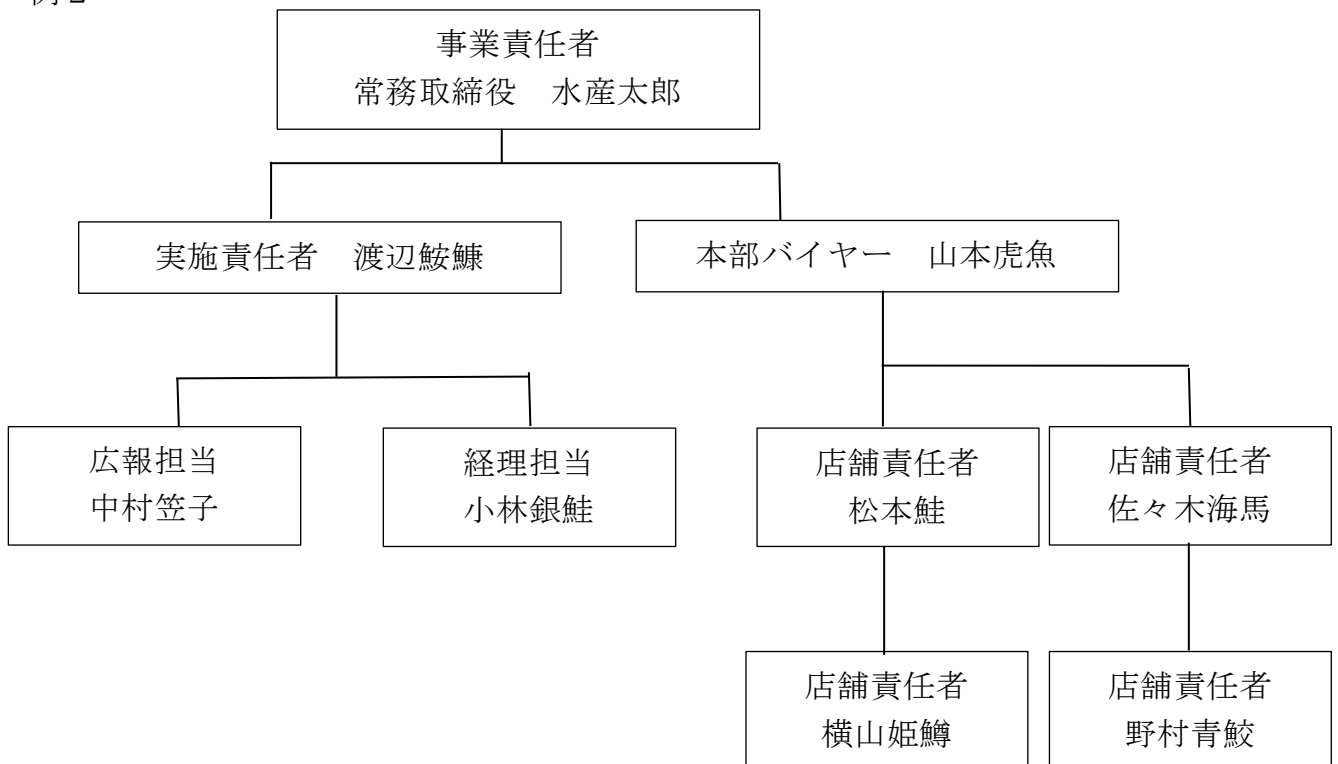 例2
事業責任者
常務取締役　水産太郎
実施責任者　渡辺鮟鱇
本部バイヤー　山本虎魚
広報担当
中村笠子
経理担当
小林銀鮭
店舗責任者
松本鮭
店舗責任者
佐々木海馬
店舗責任者
横山姫鱒
店舗責任者
野村青鮫